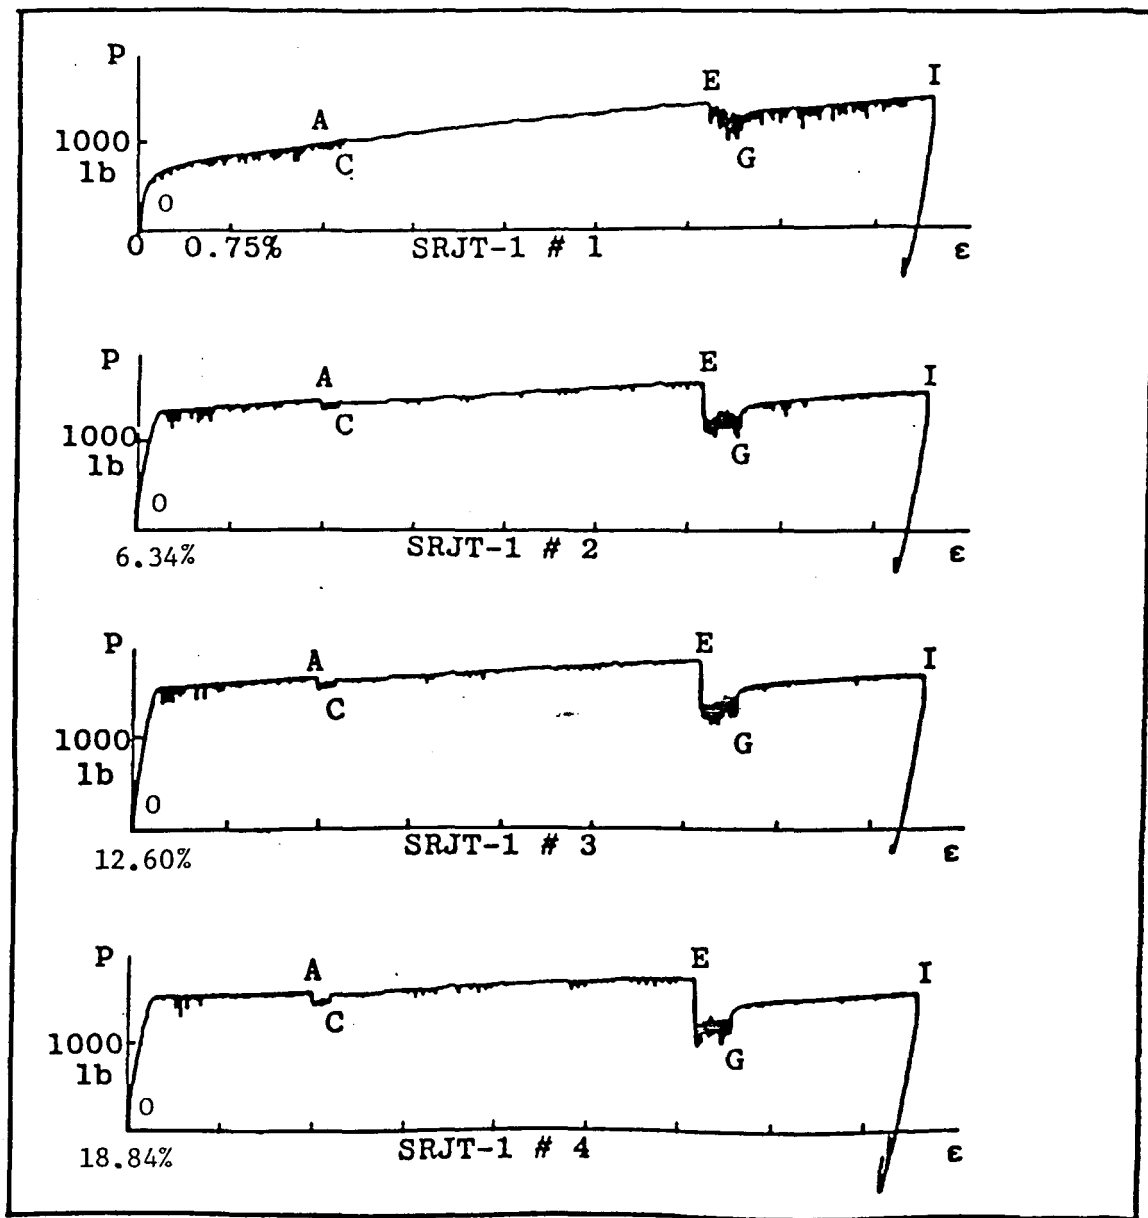 P
E
I
A
1000
lb
C
G
O
0
0.75%
SRJT-1 # 1
ε
P
A
E
I
1000
lb
C
G
O
6.34%
SRJT-1 # 2
ε
P
A
E
I
C
1000
lb
G
O
12.60%
SRJT-1 # 3
ε
P
A
E
I
C
1000
lb
G
O
18.84%
SRJT-1 # 4
ε